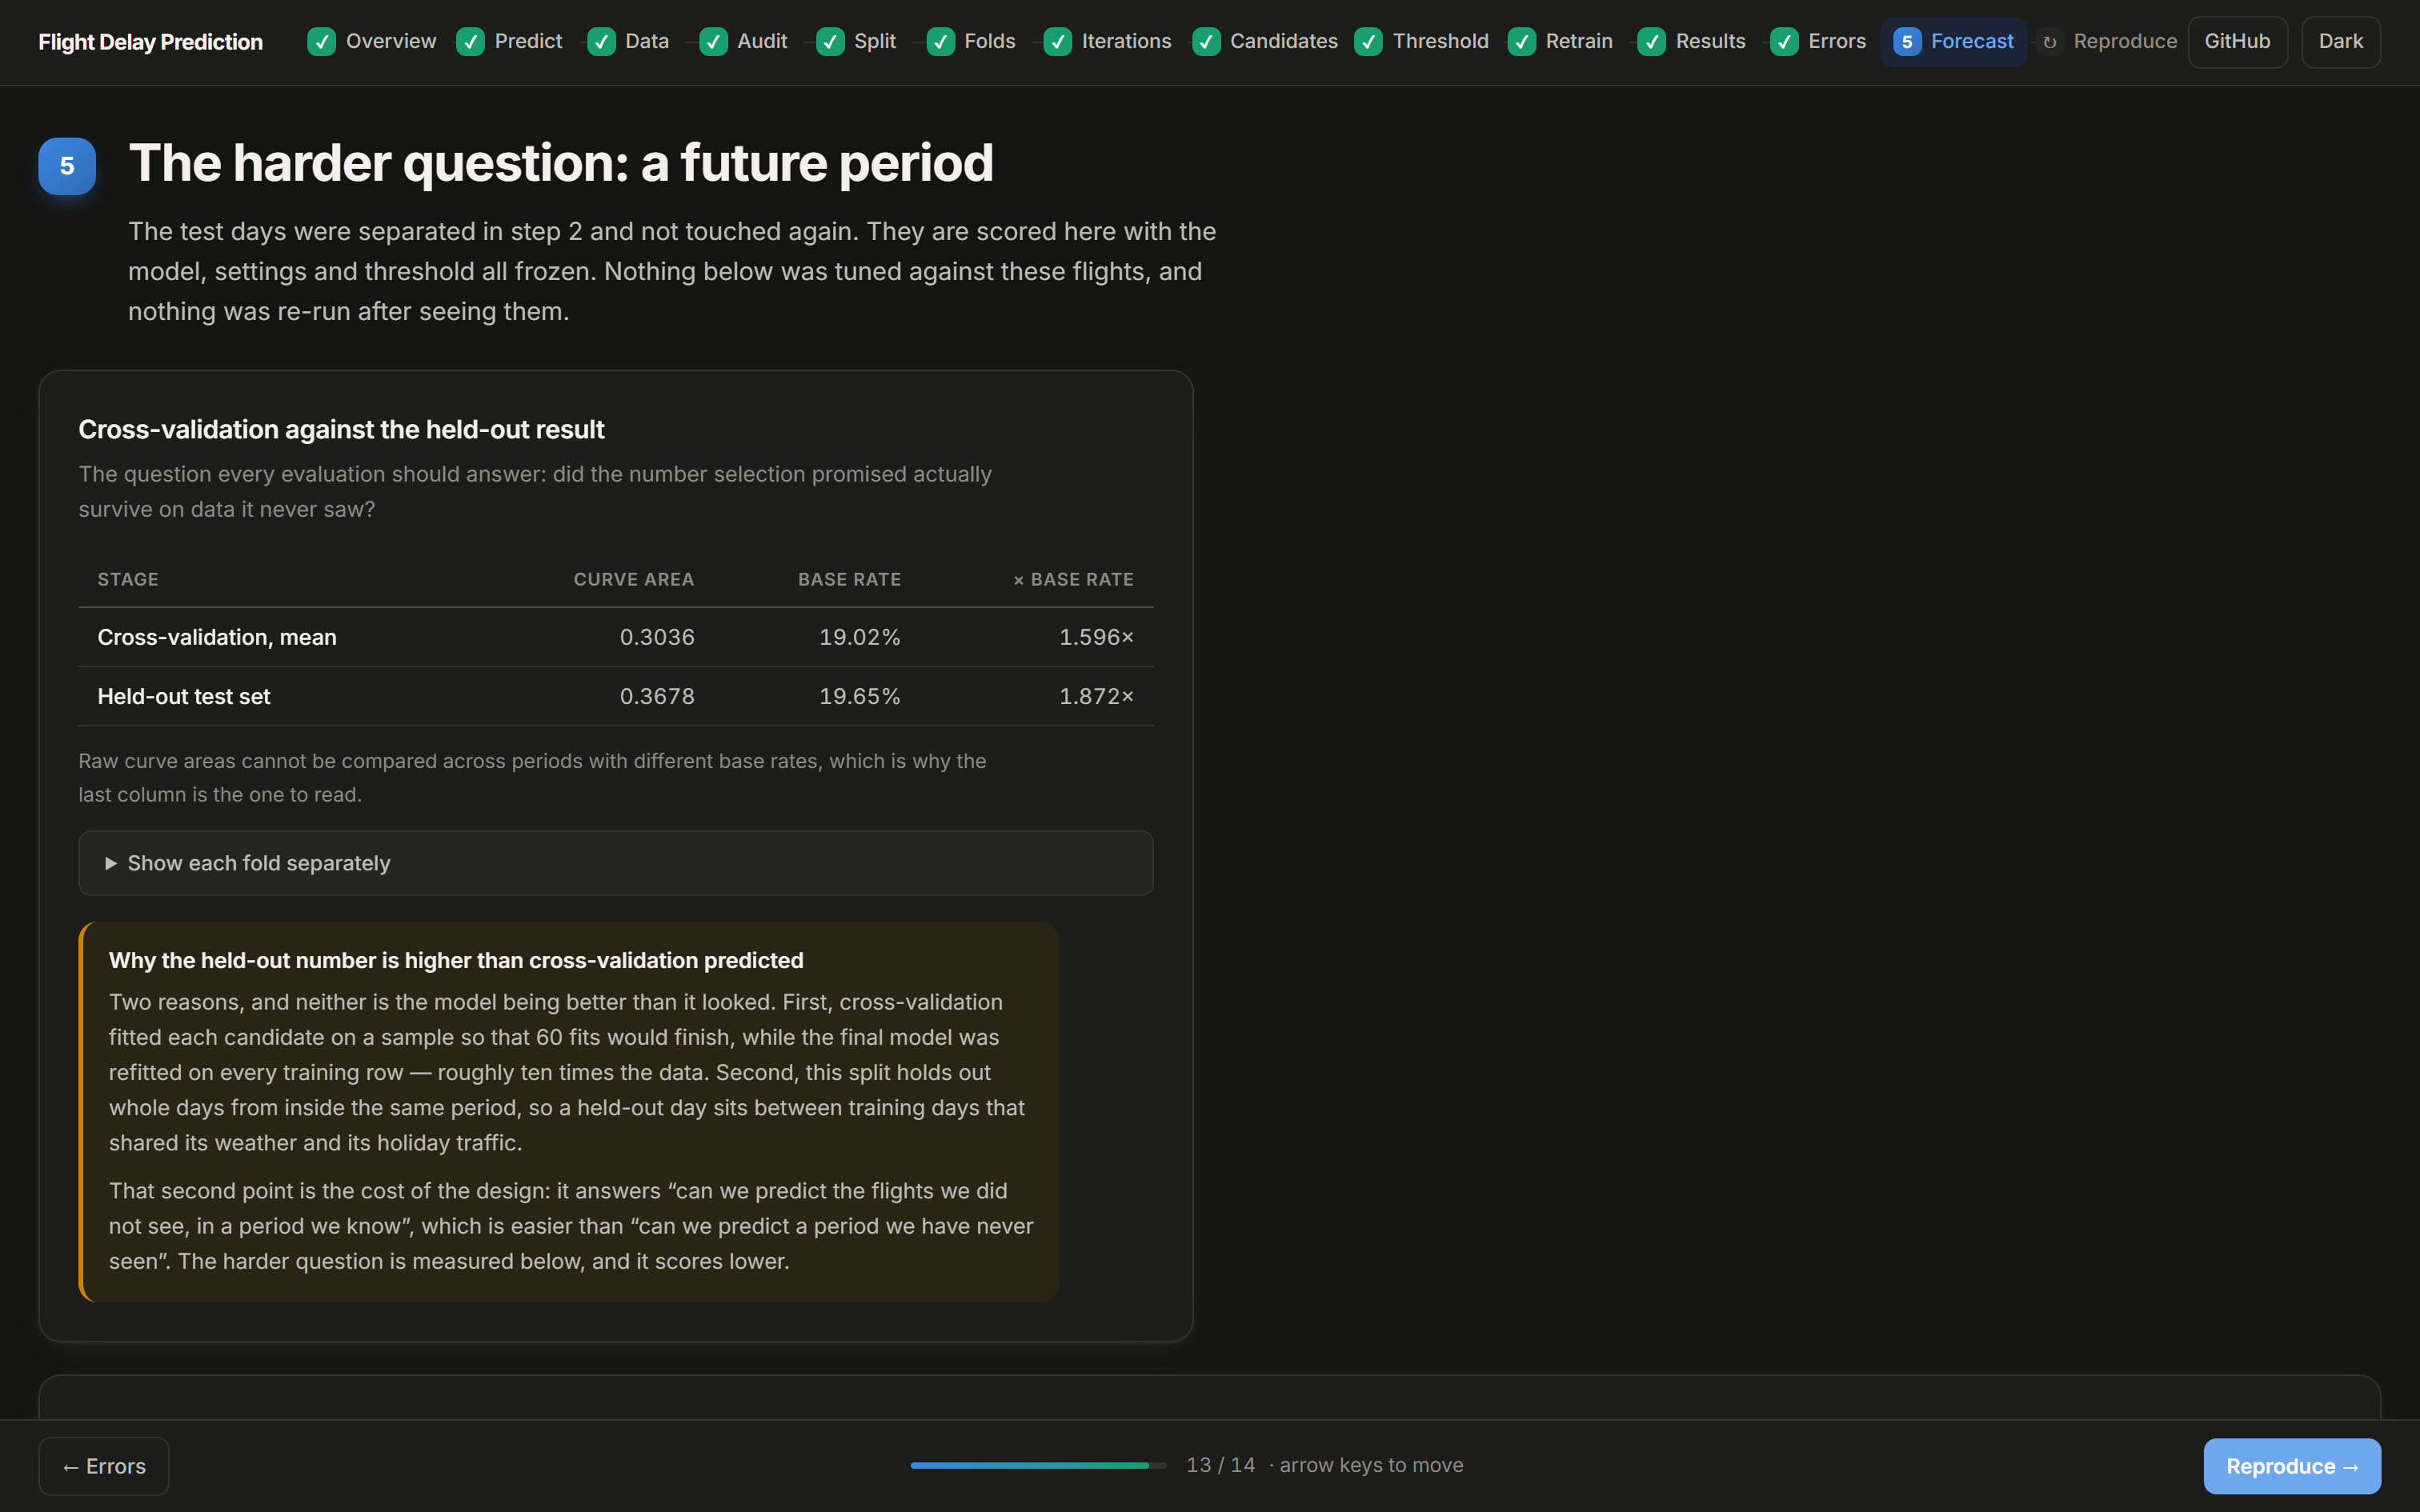 Flight Delay Prediction
✓ Overview
✓ Predict
✓ Data
✓ Audit
✓ Split
✓ Folds
✓ Iterations
✓ Candidates
✓ Threshold
✓ Retrain
✓ Results
✓ Errors
5 Forecast
↻ Reproduce
GitHub
Dark
5
The harder question: a future period
The test days were separated in step 2 and not touched again. They are scored here with the
model, settings and threshold all frozen. Nothing below was tuned against these flights, and
nothing was re-run after seeing them.
Cross-validation against the held-out result
The question every evaluation should answer: did the number selection promised actually
survive on data it never saw?
STAGE CURVE AREA BASE RATE × BASE RATE
Cross-validation, mean 0.3036 19.02% 1.596×
Held-out test set 0.3678 19.65% 1.872×
Raw curve areas cannot be compared across periods with different base rates, which is why the
last column is the one to read.
▶ Show each fold separately
Why the held-out number is higher than cross-validation predicted
Two reasons, and neither is the model being better than it looked. First, cross-validation
fitted each candidate on a sample so that 60 fits would finish, while the final model was
refitted on every training row — roughly ten times the data. Second, this split holds out
whole days from inside the same period, so a held-out day sits between training days that
shared its weather and its holiday traffic.
That second point is the cost of the design: it answers “can we predict the flights we did
not see, in a period we know”, which is easier than “can we predict a period we have never
seen”. The harder question is measured below, and it scores lower.
← Errors
13 / 14 · arrow keys to move
Reproduce →